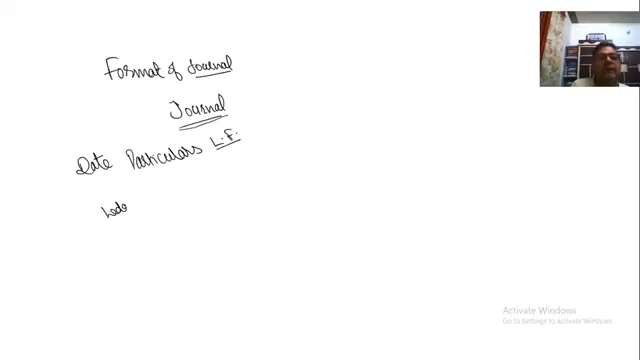 Format of Journal
Journal
Date Particulars L.F.
Activate Windows
Go to Settings to activate Windows.